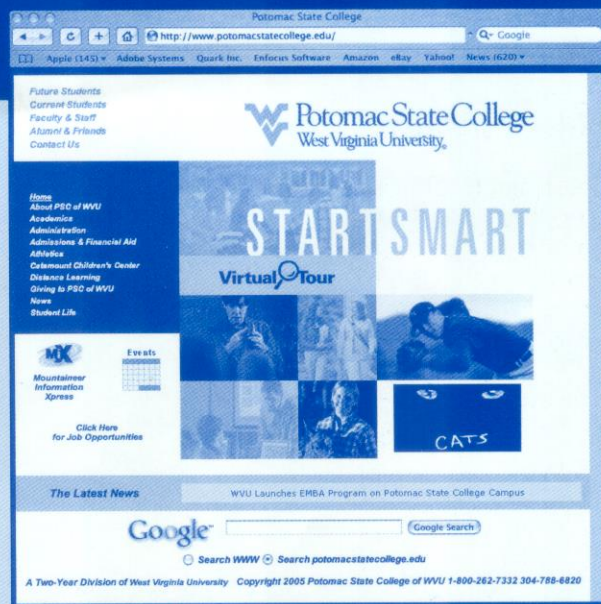 Potomac State College
http://www.potomacstatecollege.edu/
Q- Google
Apple (145) Adobe Systems Quark Inc. Enfocus Software Amazon eBay Yahoo! News (620)
Future Students
Current Students
Faculty & Staff
Alumni & Friends
Contact Us
Potomac State College
West Virginia University®
Home
About PSC of WVU
Academics
Administration
Admissions & Financial Aid
Athletics
Catamount Children's Center
Distance Learning
Giving to PSC of WVU
News
Student Life
START SMART
Virtual Tour
MIX
Mountaineer
Information
Xpress
Events
Click Here
for Job Opportunities
CATS
The Latest News
WVU Launches EMBA Program on Potomac State College Campus
Google™
Google Search
Search WWW Search potomacstatecollege.edu
A Two-Year Division of West Virginia University Copyright 2005 Potomac State College of WVU 1-800-262-7332 304-788-6820